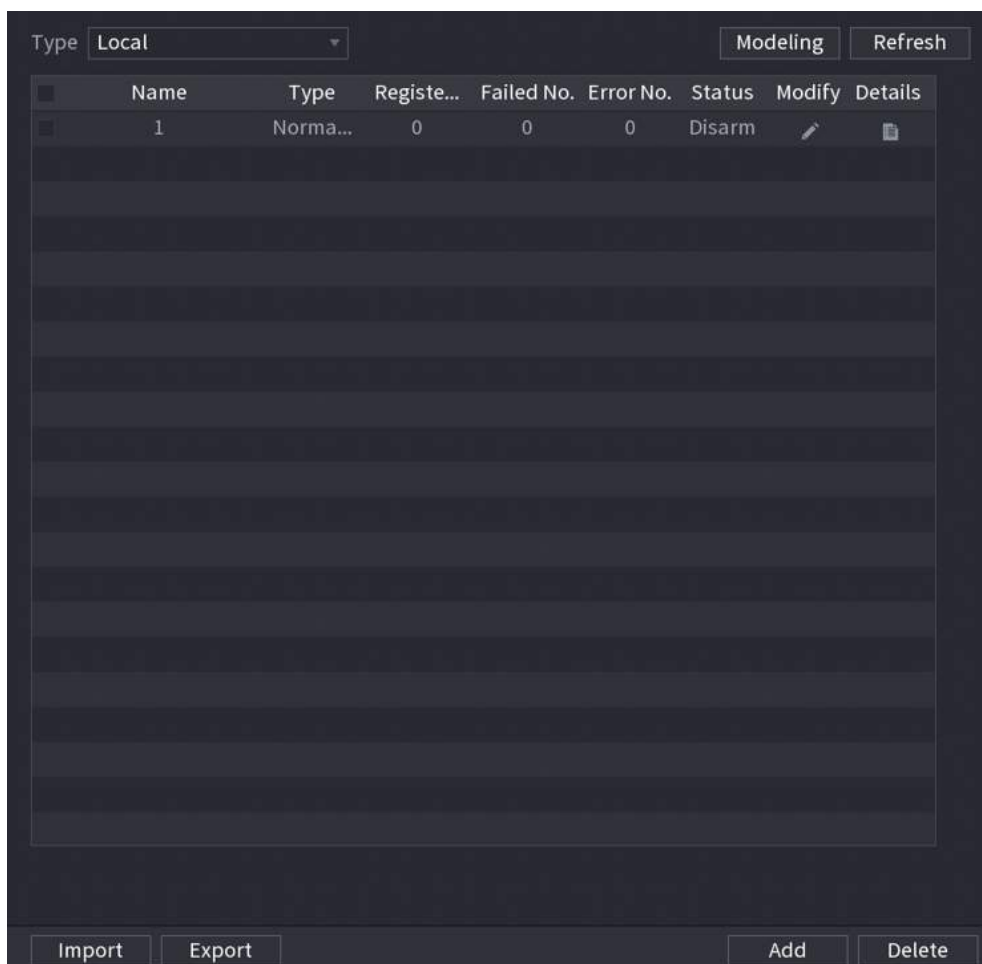 Type Local Modeling Refresh
Name Type Registe... Failed No. Error No. Status Modify Details
1 Norma... 0 0 0 Disarm
Import Export Add Delete